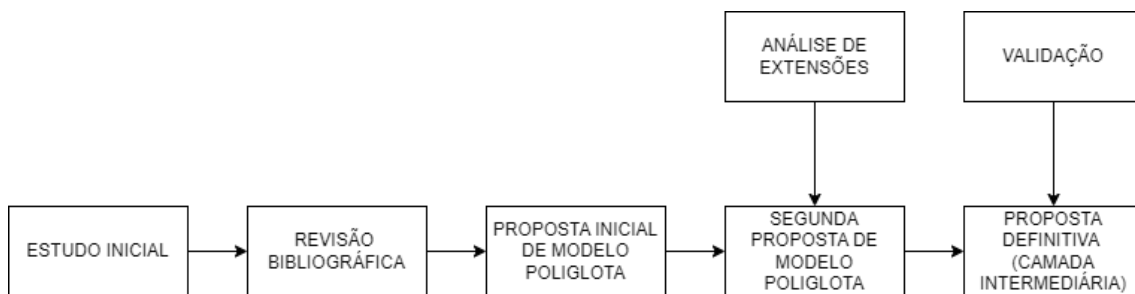 ANÁLISE DE
EXTENSÕES
VALIDAÇÃO
ESTUDO INICIAL
REVISÃO
BIBLIOGRÁFICA
PROPOSTA INICIAL
DE MODELO
POLIGLOTA
SEGUNDA
PROPOSTA DE
MODELO
POLIGLOTA
PROPOSTA
DEFINITIVA
(CAMADA
INTERMEDIÁRIA)